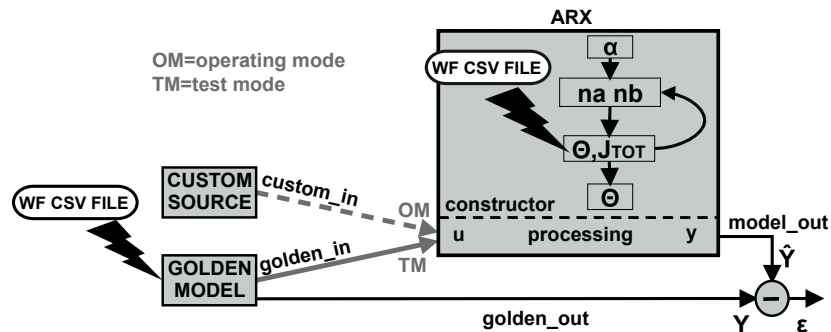 ARX
OM=operating mode
TM=test mode
WF CSV FILE
α
na nb
Θ,JTOT
Θ
constructor
u processing y
CUSTOM
SOURCE
custom_in
OM
WF CSV FILE
GOLDEN
MODEL
golden_in
TM
model_out
Ŷ
golden_out
Y
−
ε